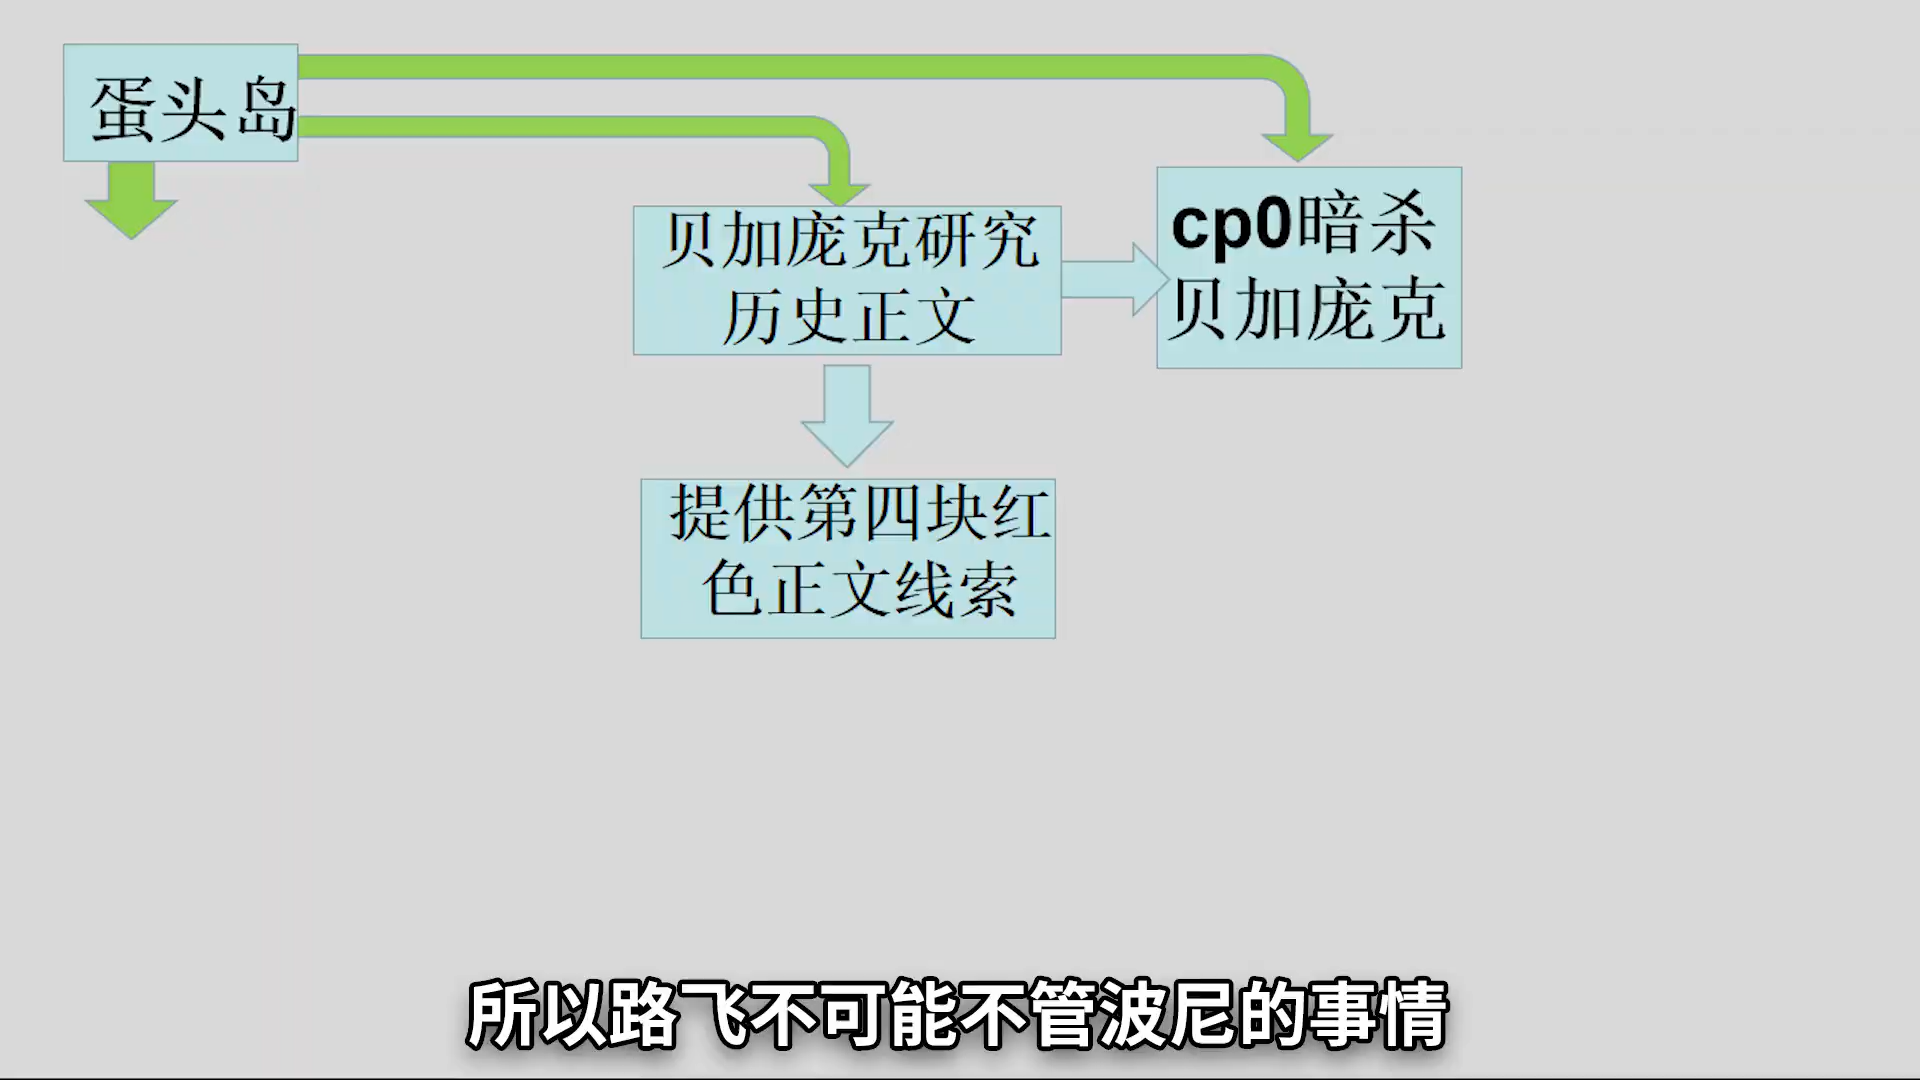 蛋头岛
贝加庞克研究
历史正文
cp0暗杀
贝加庞克
提供第四块红
色正文线索
所以路飞不可能不管波尼的事情